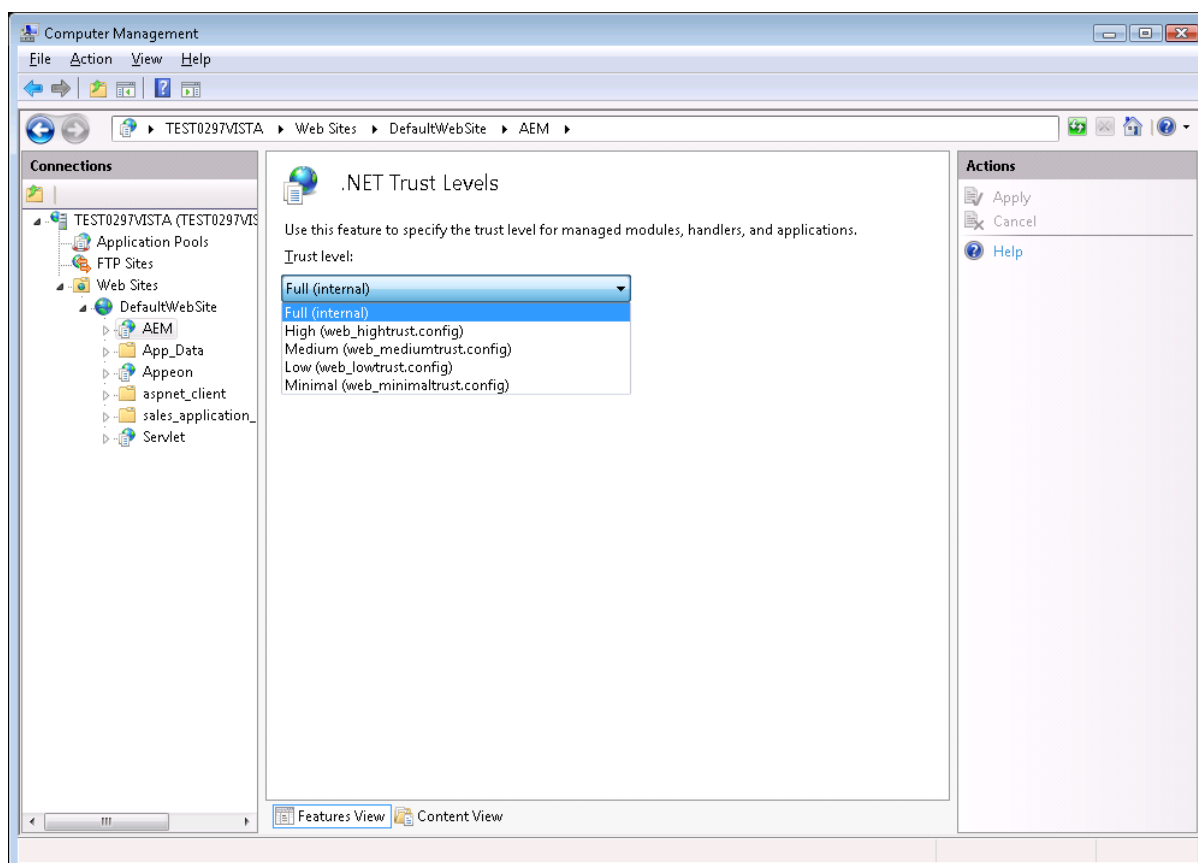 Computer Management
File Action View Help
TEST0297VISTA Web Sites DefaultWebSite AEM
Connections
TEST0297VISTA (TEST0297VIS
Application Pools
FTP Sites
Web Sites
DefaultWebSite
AEM
App_Data
Appeon
aspnet_client
sales_application_
Servlet
.NET Trust Levels
Use this feature to specify the trust level for managed modules, handlers, and applications.
Trust level:
Full (internal)
Full (internal)
High (web_hightrust.config)
Medium (web_mediumtrust.config)
Low (web_lowtrust.config)
Minimal (web_minimaltrust.config)
Features View Content View
Actions
Apply
Cancel
Help